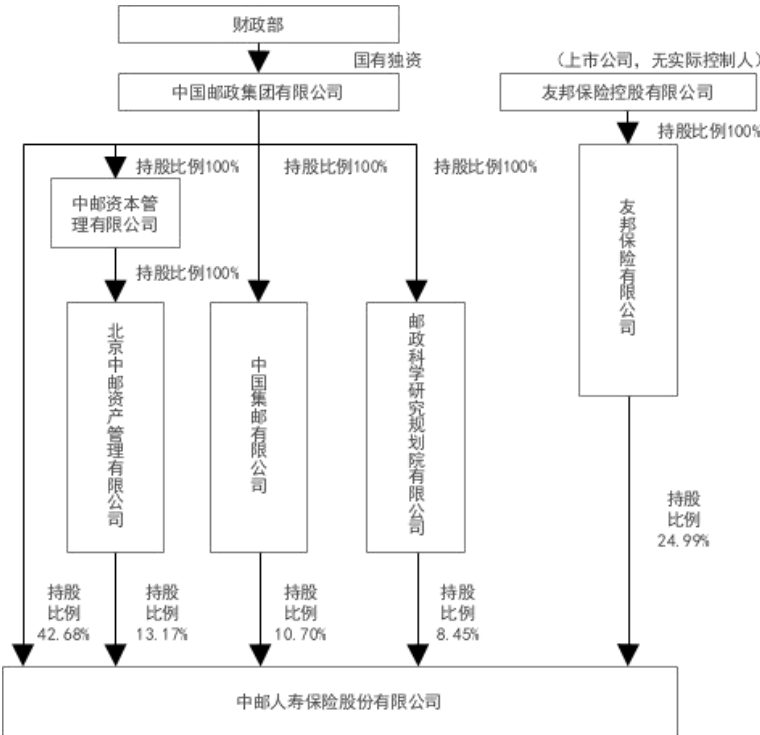 财政部
国有独资
(上市公司，无实际控制人)
中国邮政集团有限公司
友邦保险控股有限公司
持股比例100%
持股比例100%
持股比例100%
持股比例100%
中邮资本管
理有限公司
持股比例100%
友邦保险有限公司
北京中邮资产管理有限公司
中国集邮有限公司
邮政科学研究规划院有限公司
持股
比例
24.99%
持股
比例
42.68%
持股
比例
13.17%
持股
比例
10.70%
持股
比例
8.45%
中邮人寿保险股份有限公司